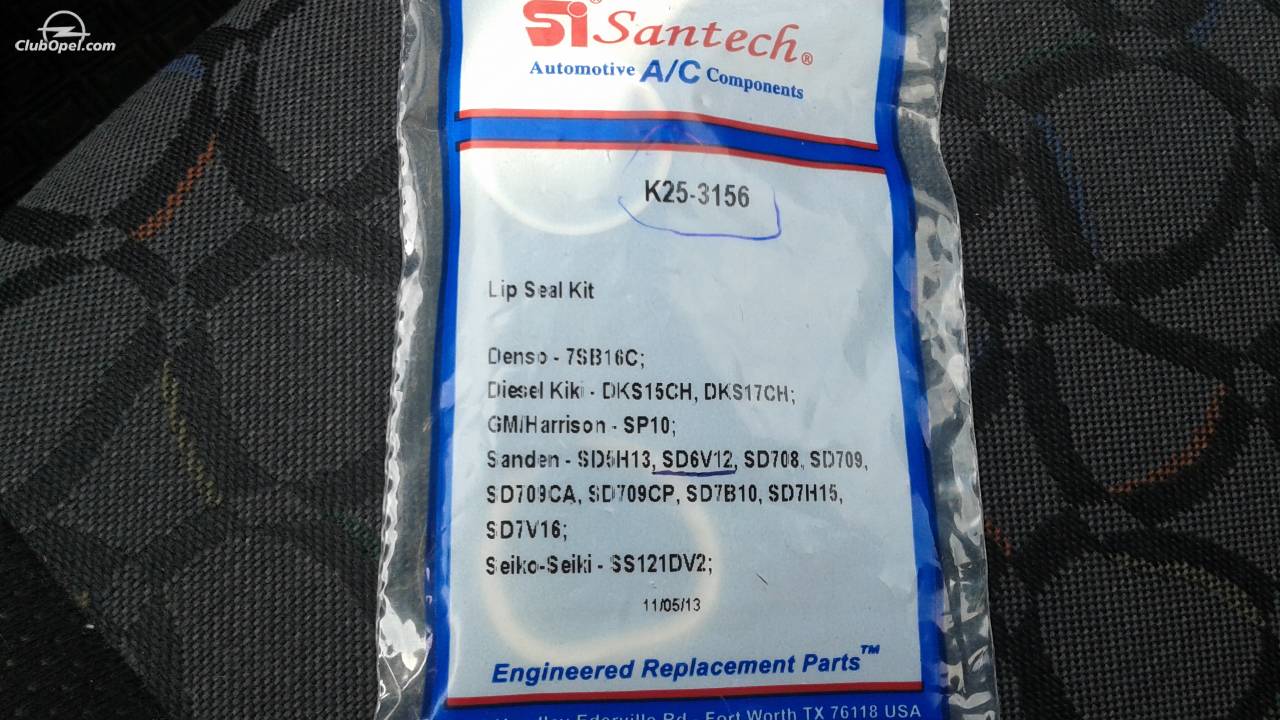 ClubOpel.com
Si® Santech®
Automotive A/C Components
K25-3156
Lip Seal Kit
Denso - 7SB16C;
Diesel Kiki - DKS15CH, DKS17CH;
GM/Harrison - SP10;
Sanden - SD5H13, SD6V12, SD708, SD709,
SD709CA, SD709CP, SD7B10, SD7H15,
SD7V16;
Seiko-Seiki - SS121DV2;
11/05/13
Engineered Replacement Parts™
Ederville Rd - Fort Worth TX 76118 USA